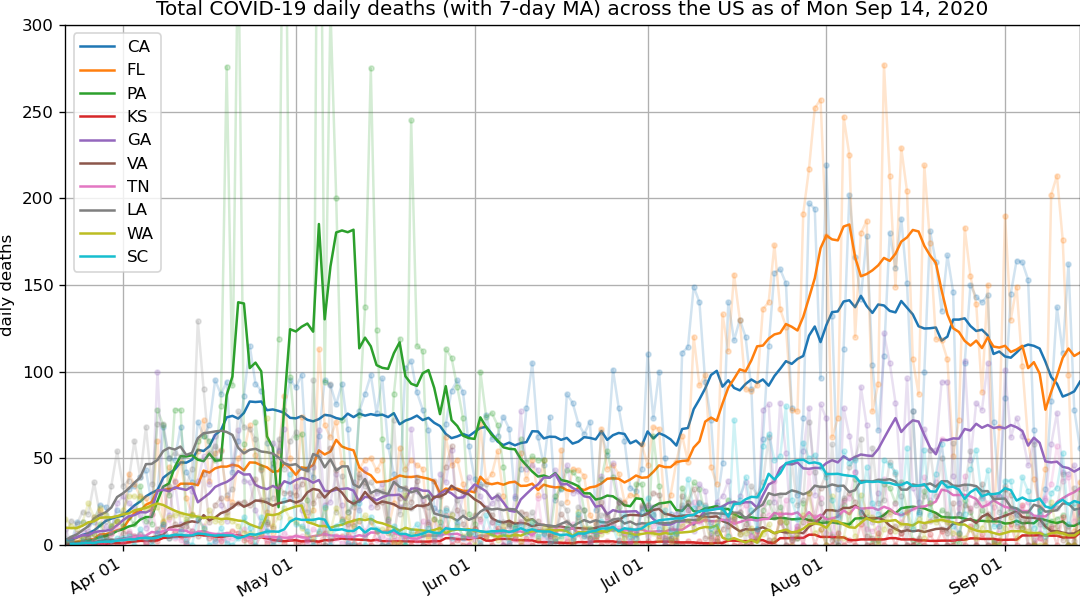 Total COVID-19 daily deaths (with 7-day MA) across the US as of Mon Sep 14, 2020
daily deaths
300
250
200
150
100
50
0
CA
FL
PA
KS
GA
VA
TN
LA
WA
SC
Apr 01
May 01
Jun 01
Jul 01
Aug 01
Sep 01